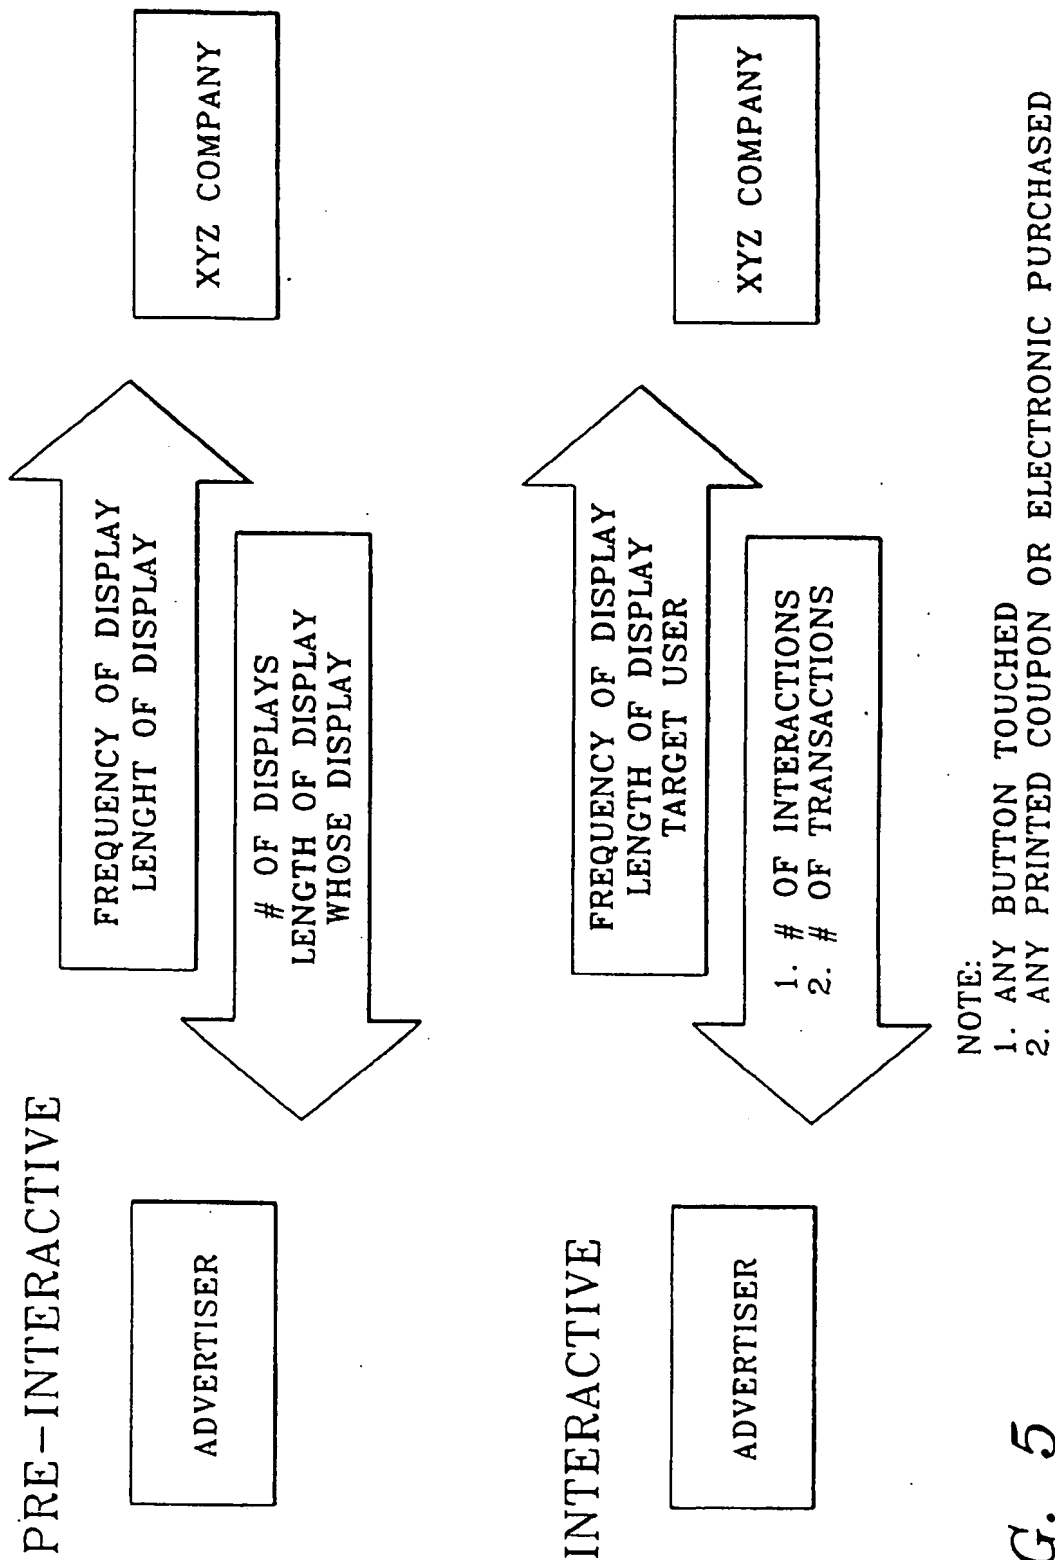 PRE-INTERACTIVE
ADVERTISER
FREQUENCY OF DISPLAY
LENGHT OF DISPLAY
# OF DISPLAYS
LENGTH OF DISPLAY
WHOSE DISPLAY
XYZ COMPANY
INTERACTIVE
ADVERTISER
FREQUENCY OF DISPLAY
LENGTH OF DISPLAY
TARGET USER
1. # OF INTERACTIONS
2. # OF TRANSACTIONS
XYZ COMPANY
NOTE:
1. ANY BUTTON TOUCHED
2. ANY PRINTED COUPON OR ELECTRONIC PURCHASED
G. 5